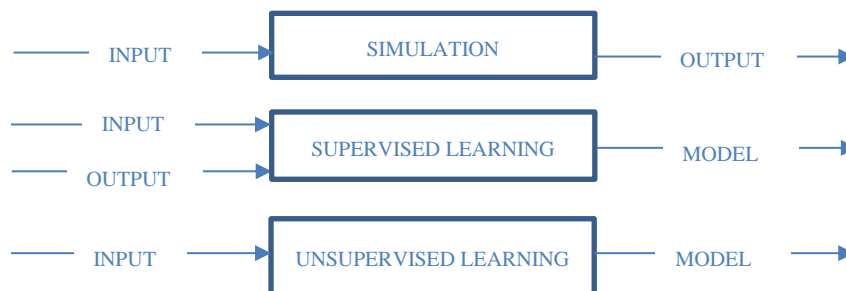 INPUT
SIMULATION
OUTPUT
INPUT
OUTPUT
SUPERVISED LEARNING
MODEL
INPUT
UNSUPERVISED LEARNING
MODEL